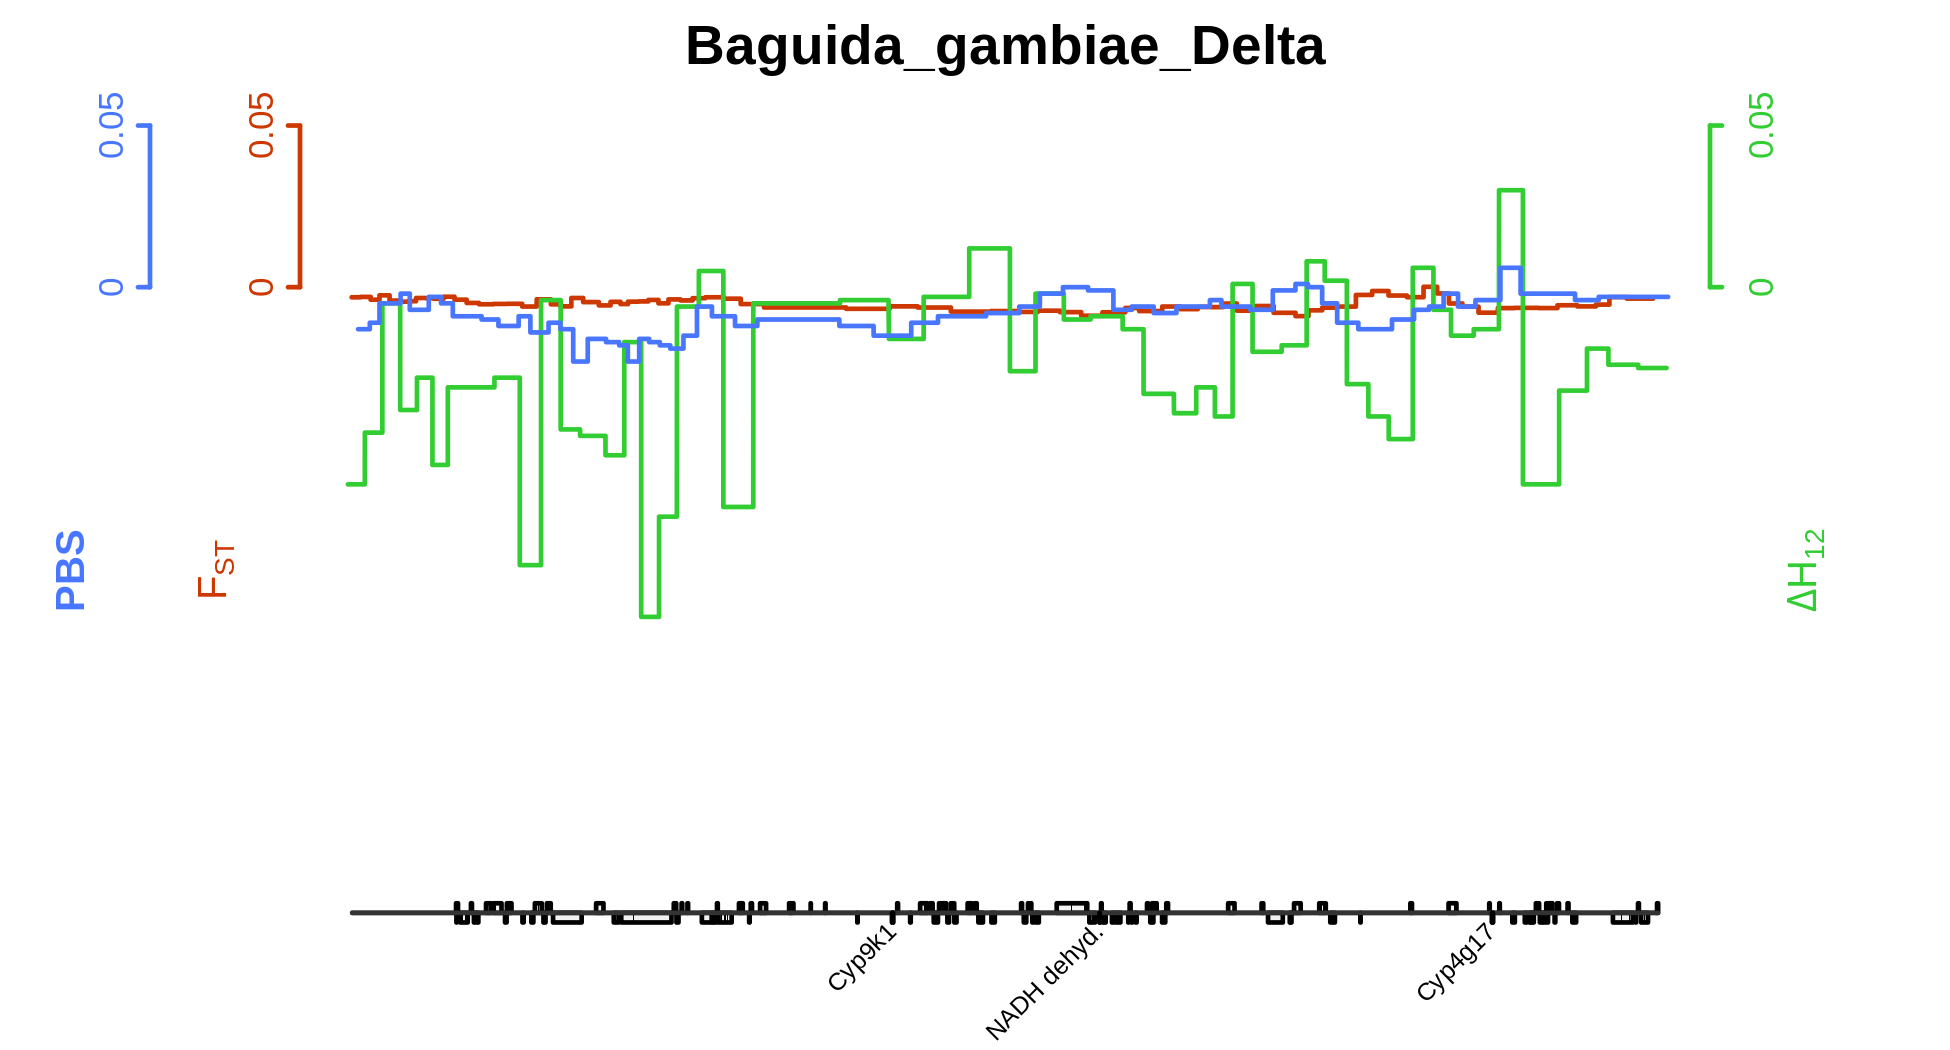 Baguida_gambiae_Delta
0.05
0
PBS
0.05
0
FST
0.05
0
ΔH12
Cyp9k1
NADH dehyd.
Cyp4g17